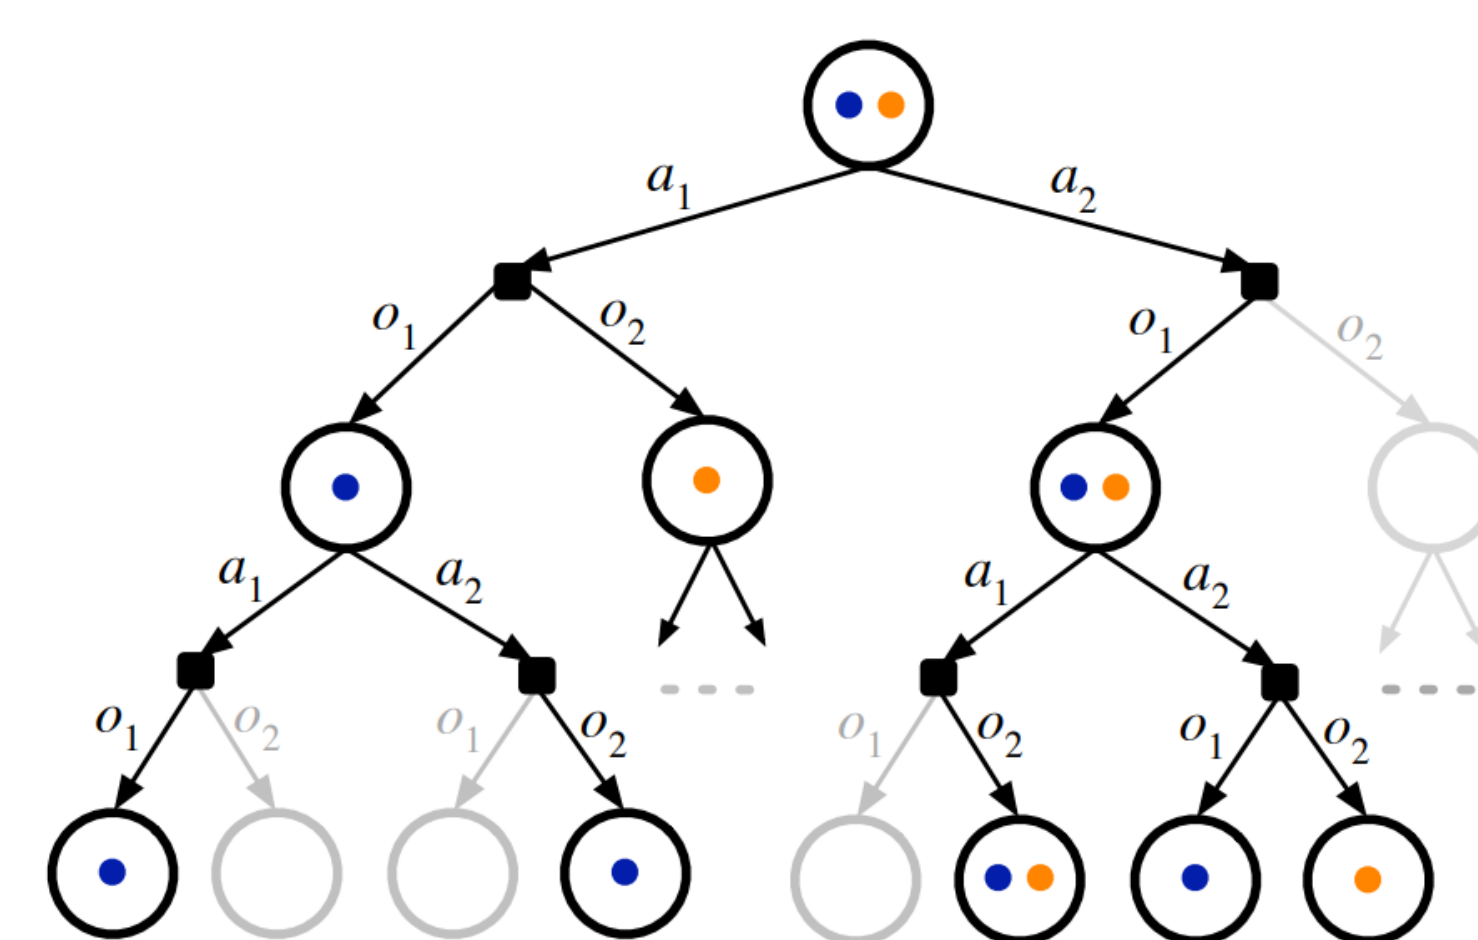 a₁ a₂
o₁ o₂ o₁ o₂
a₁ a₂ a₁ a₂
o₁ o₂ o₁ o₂ o₁ o₂ o₁ o₂